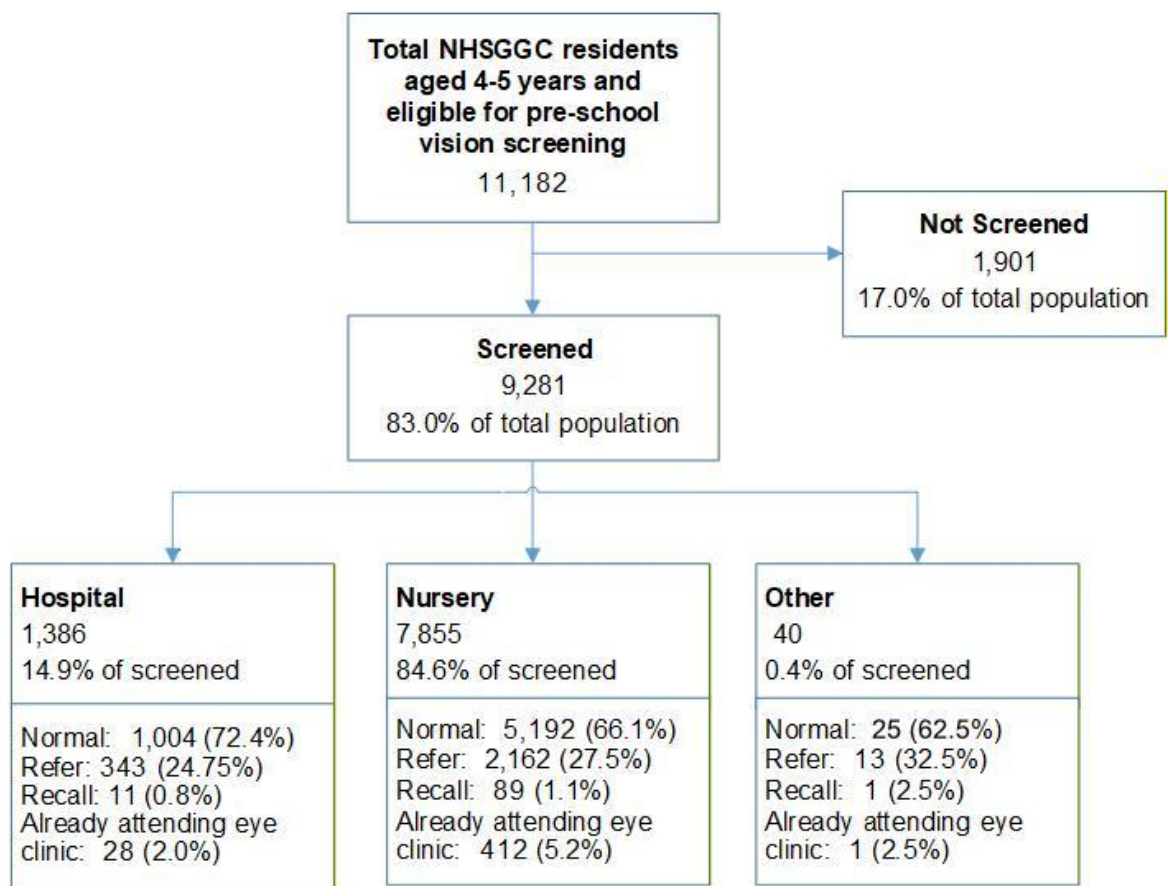 Total NHSGGC residents
aged 4-5 years and
eligible for pre-school
vision screening
11,182
Not Screened
1,901
17.0% of total population
Screened
9,281
83.0% of total population
Hospital
1,386
14.9% of screened
Normal: 1,004 (72.4%)
Refer: 343 (24.75%)
Recall: 11 (0.8%)
Already attending eye
clinic: 28 (2.0%)
Nursery
7,855
84.6% of screened
Normal: 5,192 (66.1%)
Refer: 2,162 (27.5%)
Recall: 89 (1.1%)
Already attending eye
clinic: 412 (5.2%)
Other
40
0.4% of screened
Normal: 25 (62.5%)
Refer: 13 (32.5%)
Recall: 1 (2.5%)
Already attending eye
clinic: 1 (2.5%)